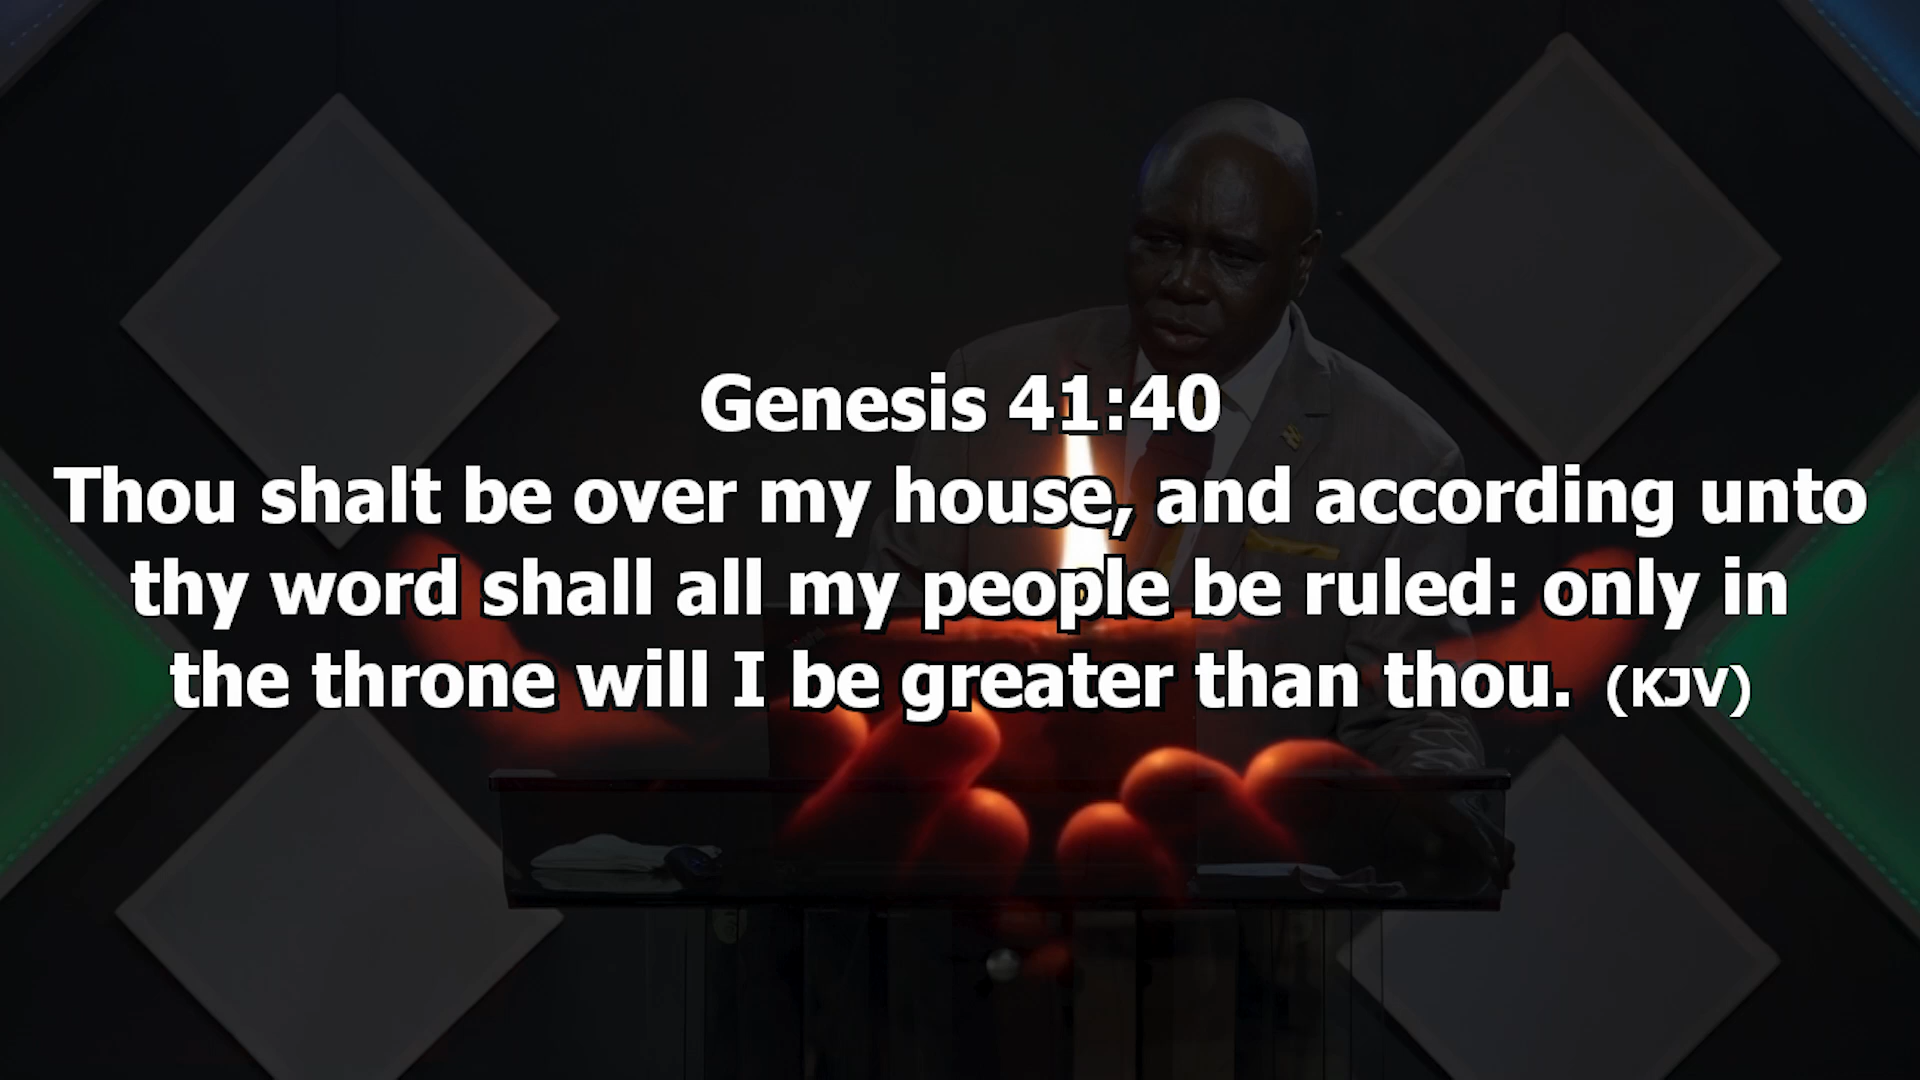 Genesis 41:40
Thou shalt be over my house, and according unto
thy word shall all my people be ruled: only in
the throne will I be greater than thou. (KJV)